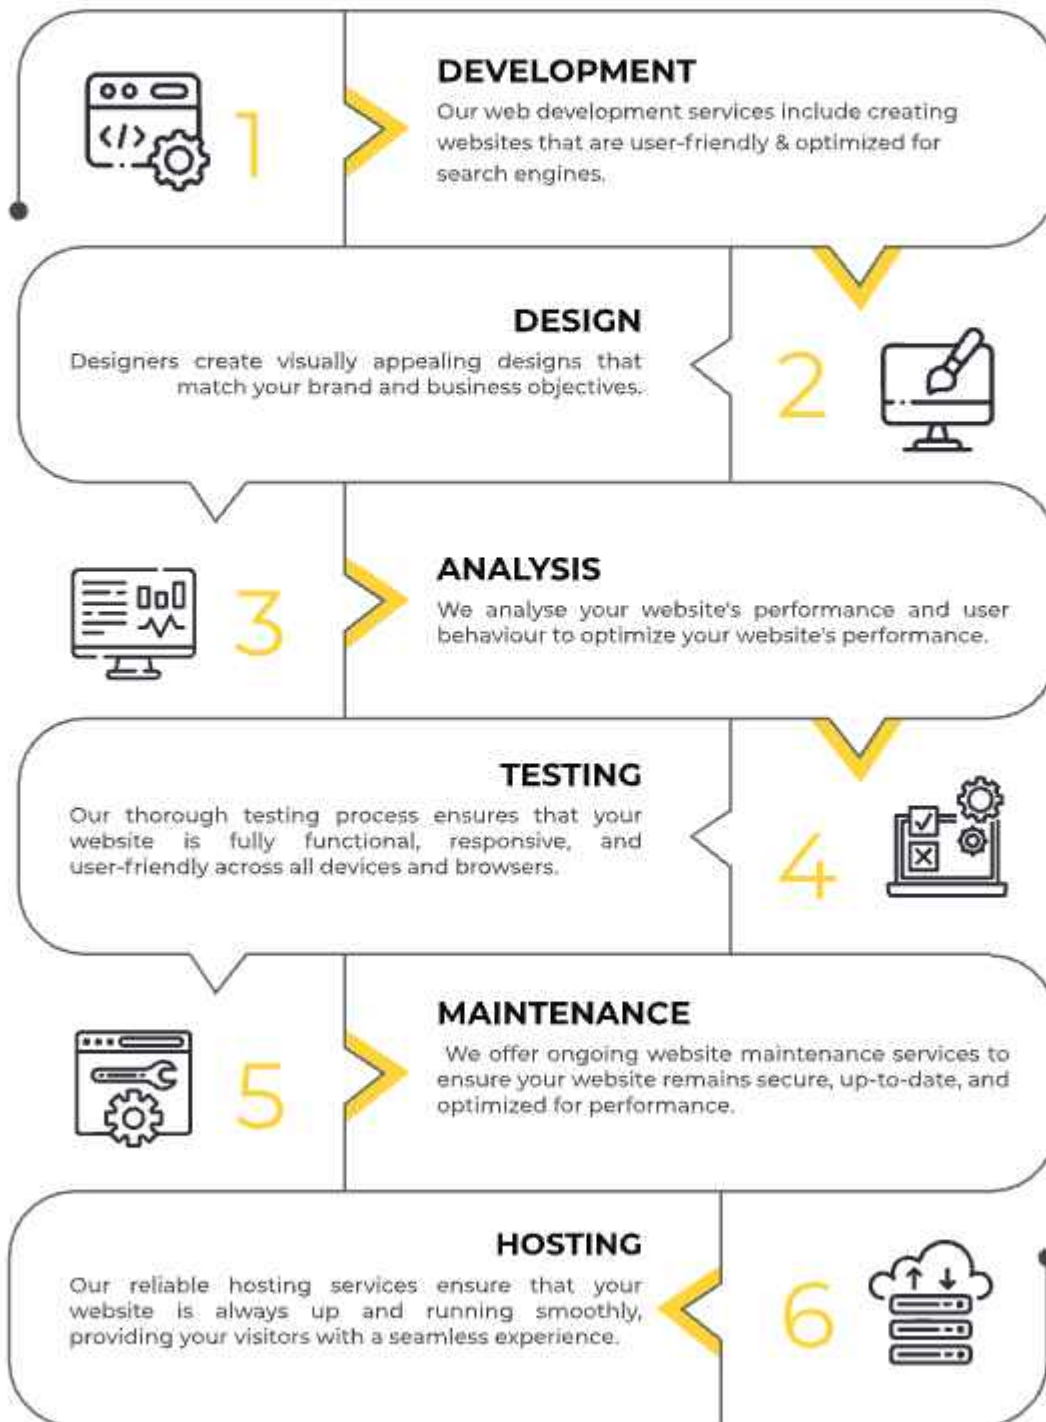 1
DEVELOPMENT
Our web development services include creating
websites that are user-friendly & optimized for
search engines.
DESIGN
Designers create visually appealing designs that
match your brand and business objectives.
2
3
ANALYSIS
We analyse your website's performance and user
behaviour to optimize your website's performance.
TESTING
Our thorough testing process ensures that your
website is fully functional, responsive, and
user-friendly across all devices and browsers.
4
5
MAINTENANCE
We offer ongoing website maintenance services to
ensure your website remains secure, up-to-date, and
optimized for performance.
HOSTING
Our reliable hosting services ensure that your
website is always up and running smoothly,
providing your visitors with a seamless experience.
6